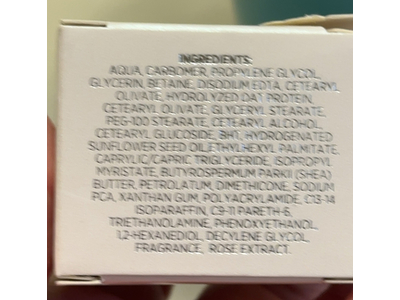 INGREDIENTS:
AQUA, CARBOMER, PROPYLENE GLYCOL,
GLYCERIN, BETAINE, DISODIUM EDTA, CETEARYL
OLIVATE, HYDROLYZED OAT PROTEIN,
CETEARYL OLIVATE, GLYCERYL STEARATE,
PEG-100 STEARATE, CETEARYL ALCOHOL,
CETEARYL GLUCOSIDE, BHT, HYDROGENATED
SUNFLOWER SEED OIL, ETHYLHEXYL PALMITATE,
CAPRYLIC/CAPRIC TRIGLYCERIDE, ISOPROPYL
MYRISTATE, BUTYROSPERMUM PARKII (SHEA)
BUTTER, PETROLATUM, DIMETHICONE, SODIUM
PCA, XANTHAN GUM, POLYACRYLAMIDE, C13-14
ISOPARAFFIN, C9-11 PARETH-6,
TRIETHANOLAMINE, PHENOXYETHANOL,
1,2-HEXANEDIOL, DECYLENE GLYCOL,
FRAGRANCE, ROSE EXTRACT.